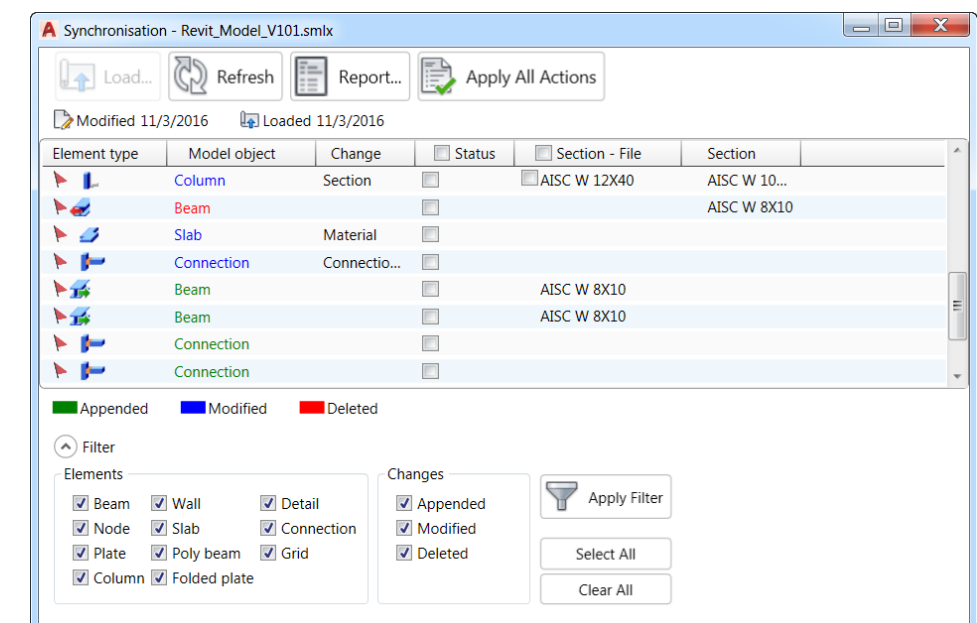 Synchronisation - Revit_Model_V101.smlx
Load... Refresh Report... Apply All Actions
Modified 11/3/2016 Loaded 11/3/2016
Element type Model object Change Status Section - File Section
Column Section AISC W 12X40 AISC W 10...
Beam AISC W 8X10
Slab Material
Connection Connectio...
Beam AISC W 8X10
Beam AISC W 8X10
Connection
Connection
Appended Modified Deleted
Filter
Elements Changes
Beam Wall Detail Appended Apply Filter
Node Slab Connection Modified
Plate Poly beam Grid Deleted Select All
Column Folded plate
Clear All